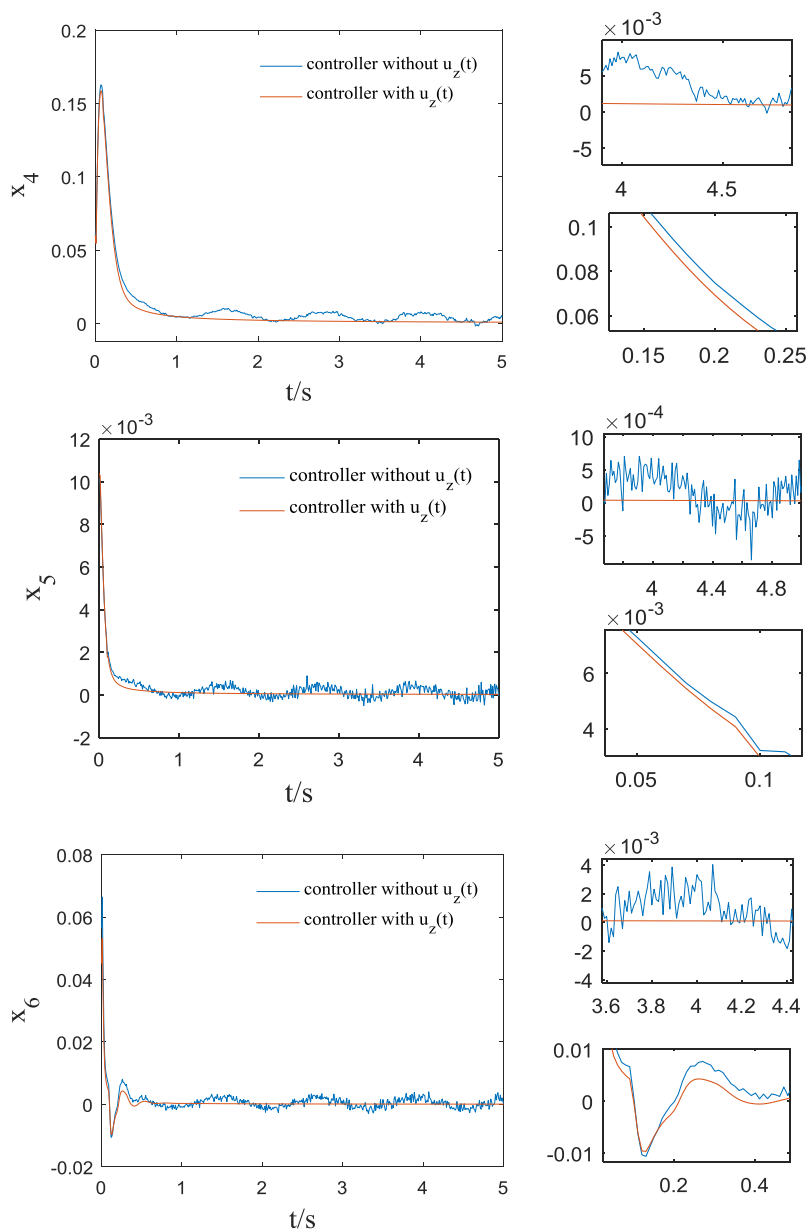 0.2
0.15
0.1
0.05
0
x4
0 1 2 3 4 5
t/s
controller without uz(t)
controller with uz(t)
× 10-3
5
0
-5
4 4.5
0.1
0.08
0.06
0.15 0.2 0.25
× 10-3
12
10
8
6
4
2
0
-2
x5
0 1 2 3 4 5
t/s
controller without uz(t)
controller with uz(t)
× 10-4
10
5
0
-5
4 4.4 4.8
× 10-3
6
4
0.05 0.1
0.08
0.06
0.04
0.02
0
-0.02
x6
0 1 2 3 4 5
t/s
controller without uz(t)
controller with uz(t)
× 10-3
4
2
0
-2
-4
3.6 3.8 4 4.2 4.4
0.01
0
-0.01
0.2 0.4